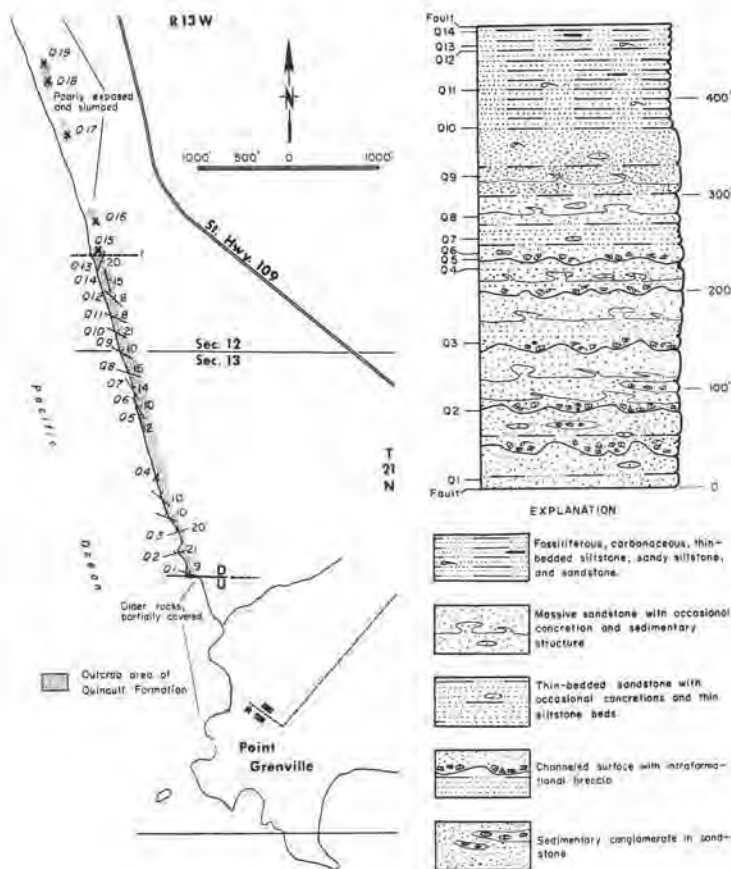 R13W
Q19
Q18
Poorly exposed
and slumped
Q17
N
1000'
500'
0
1000'
Q16
Q15
St. Hwy. 109
Q13
20
Q14
15
Q12
8
Q11
8
Q10
21
Q9
10
Sec. 12
Sec. 13
Q8
Q7
14
Q6
10
Q5
12
Pacific
Ocean
Q4
T
21
N
10
10
Q3
20
Q2
21
Q1
9
D
U
Older rocks,
partially covered
Outcrop area of
Quinault Formation
Point
Grenville
Fault
Q14
Q13
Q12
Q11
400'
Q10
Q9
300'
Q8
Q7
Q6
Q5
Q4
200'
Q3
100'
Q2
Q1
Fault
0
EXPLANATION
Fossiliferous, carbonaceous, thin-
bedded siltstone, sandy siltstone,
and sandstone.
Massive sandstone with occasional
concretion and sedimentary
structure
Thin-bedded sandstone with
occasional concretions and thin
siltstone beds.
Channeled surface with intraforma-
tional breccia
Sedimentary conglomerate in sand-
stone